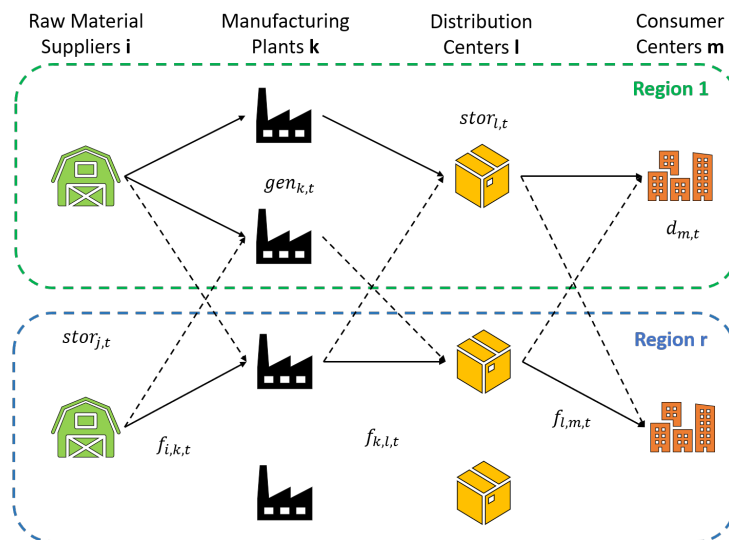 Raw Material
Suppliers i
Manufacturing
Plants k
Distribution
Centers l
Consumer
Centers m
Region 1
stor_{l,t}
gen_{k,t}
d_{m,t}
Region r
stor_{j,t}
f_{i,k,t}
f_{k,l,t}
f_{l,m,t}